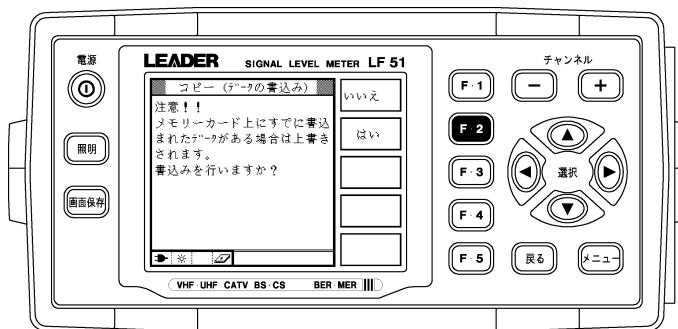 電源
照明
画面保存
LEADER SIGNAL LEVEL METER LF 51
コピー (ﾃﾞｰﾀの書込み)
注意！！
メモリーカード上にすでに書込
まれたﾃﾞｰﾀがある場合は上書き
されます。
書込みを行いますか？
いいえ
はい
VHF·UHF CATV BS·CS BER·MER
F·1
F·2
F·3
F·4
F·5
チャンネル
− +
選択
戻る
メニュー